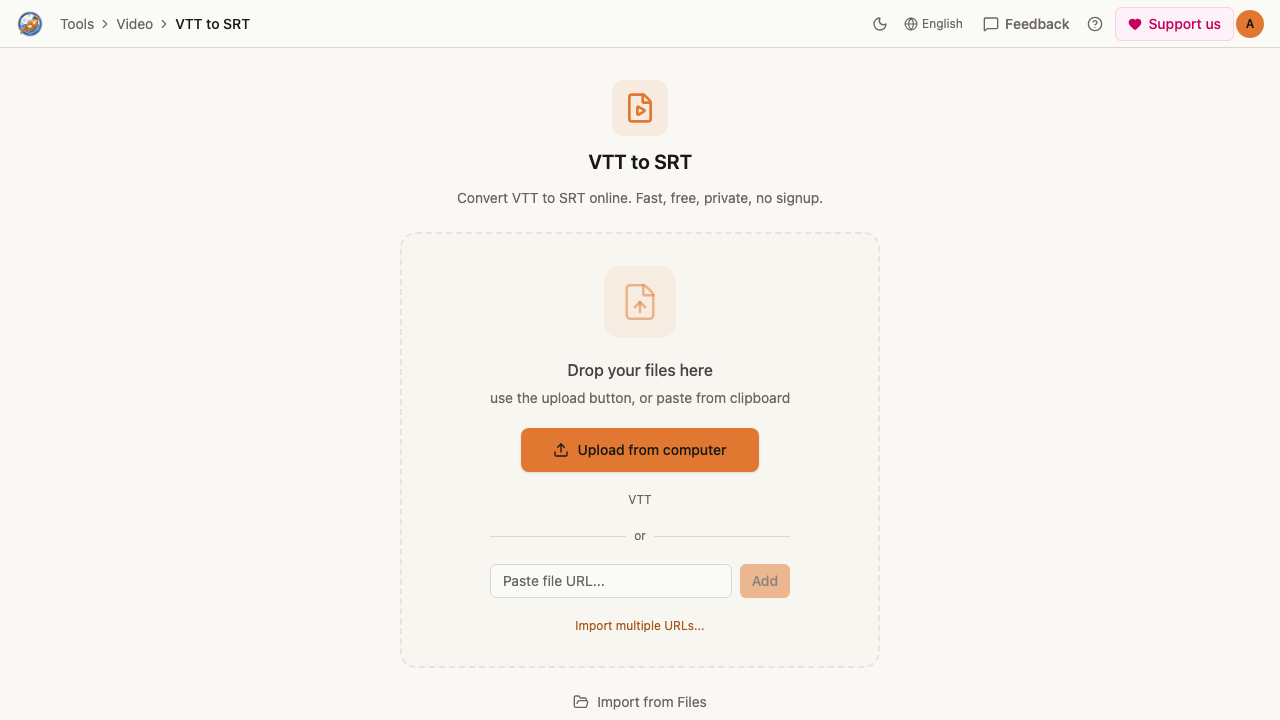 Tools > Video > VTT to SRT
English
Feedback
Support us
A
VTT to SRT
Convert VTT to SRT online. Fast, free, private, no signup.
Drop your files here
use the upload button, or paste from clipboard
Upload from computer
VTT
or
Paste file URL...
Add
Import multiple URLs...
Import from Files